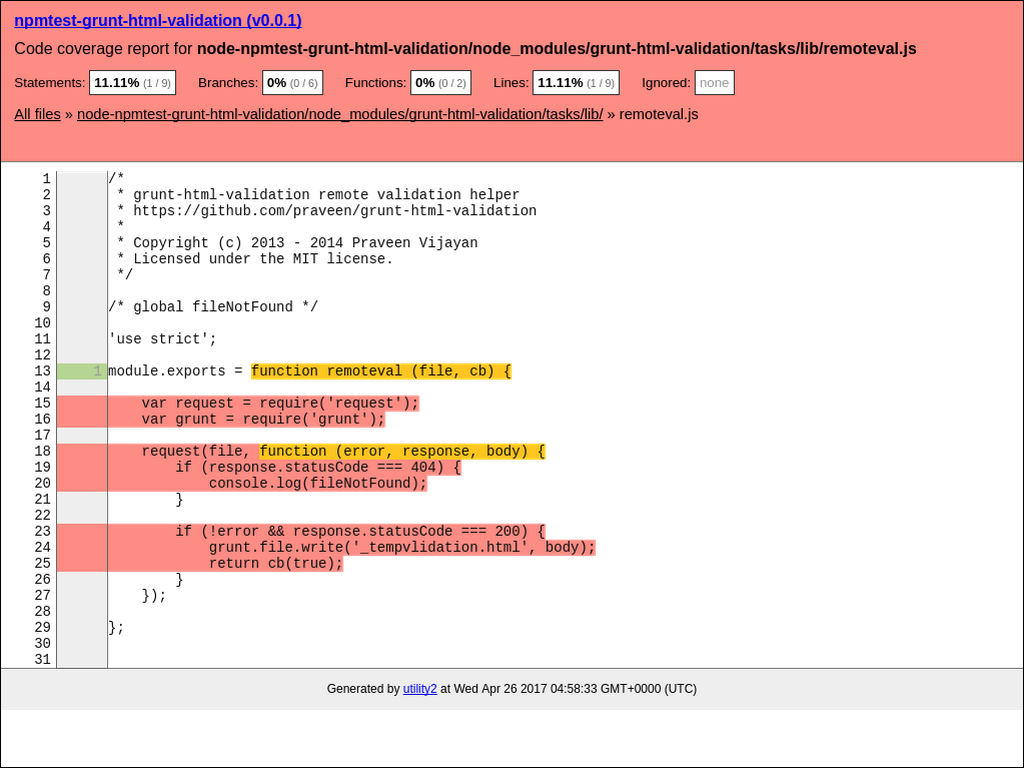 npmtest-grunt-html-validation (v0.0.1)
Code coverage report for node-npmtest-grunt-html-validation/node_modules/grunt-html-validation/tasks/lib/remoteval.js
Statements: 11.11% (1 / 9) Branches: 0% (0 / 6) Functions: 0% (0 / 2) Lines: 11.11% (1 / 9) Ignored: none
All files » node-npmtest-grunt-html-validation/node_modules/grunt-html-validation/tasks/lib/ » remoteval.js
1 /*
2  * grunt-html-validation remote validation helper
3  * https://github.com/praveen/grunt-html-validation
4  *
5  * Copyright (c) 2013 - 2014 Praveen Vijayan
6  * Licensed under the MIT license.
7  */
8
9 /* global fileNotFound */
10
11 'use strict';
12
13 1 module.exports = function remoteval (file, cb) {
14
15     var request = require('request');
16     var grunt = require('grunt');
17
18     request(file, function (error, response, body) {
19         if (response.statusCode === 404) {
20             console.log(fileNotFound);
21         }
22
23         if (!error && response.statusCode === 200) {
24             grunt.file.write('_tempvlidation.html', body);
25             return cb(true);
26         }
27     });
28
29 };
30
31
Generated by utility2 at Wed Apr 26 2017 04:58:33 GMT+0000 (UTC)